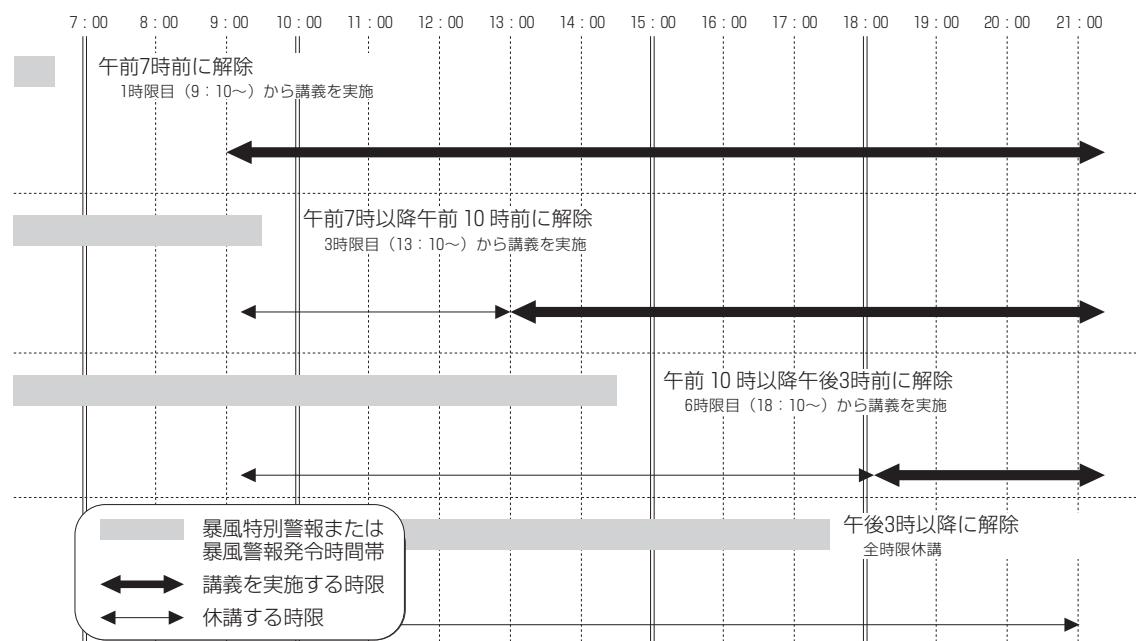 7:00 8:00 9:00 10:00 11:00 12:00 13:00 14:00 15:00 16:00 17:00 18:00 19:00 20:00 21:00
午前7時前に解除
1時限目（9：10～）から講義を実施
午前7時以降午前 10 時前に解除
3時限目（13：10～）から講義を実施
午前 10 時以降午後3時前に解除
6時限目（18：10～）から講義を実施
午後3時以降に解除
全時限休講
暴風特別警報または
暴風警報発令時間帯
講義を実施する時限
休講する時限